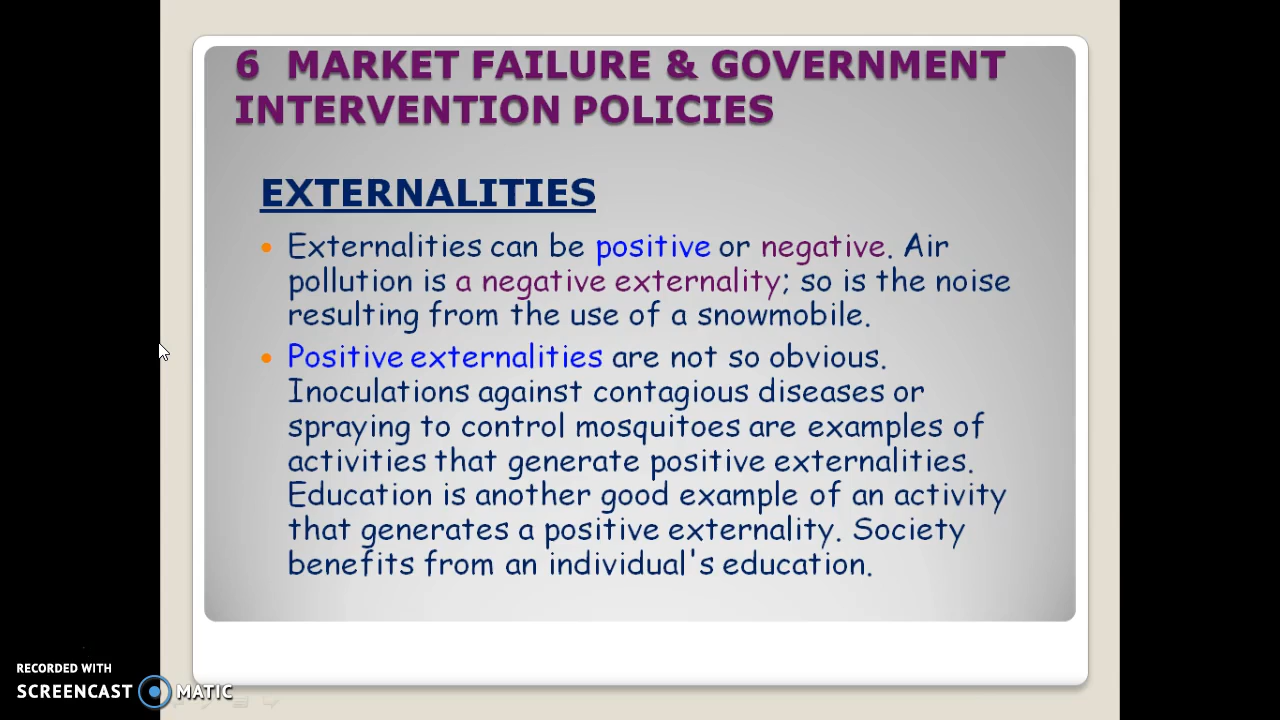 6 MARKET FAILURE & GOVERNMENT
INTERVENTION POLICIES
EXTERNALITIES
• Externalities can be positive or negative. Air
pollution is a negative externality; so is the noise
resulting from the use of a snowmobile.
• Positive externalities are not so obvious.
Inoculations against contagious diseases or
spraying to control mosquitoes are examples of
activities that generate positive externalities.
Education is another good example of an activity
that generates a positive externality. Society
benefits from an individual's education.
RECORDED WITH
SCREENCAST MATIC